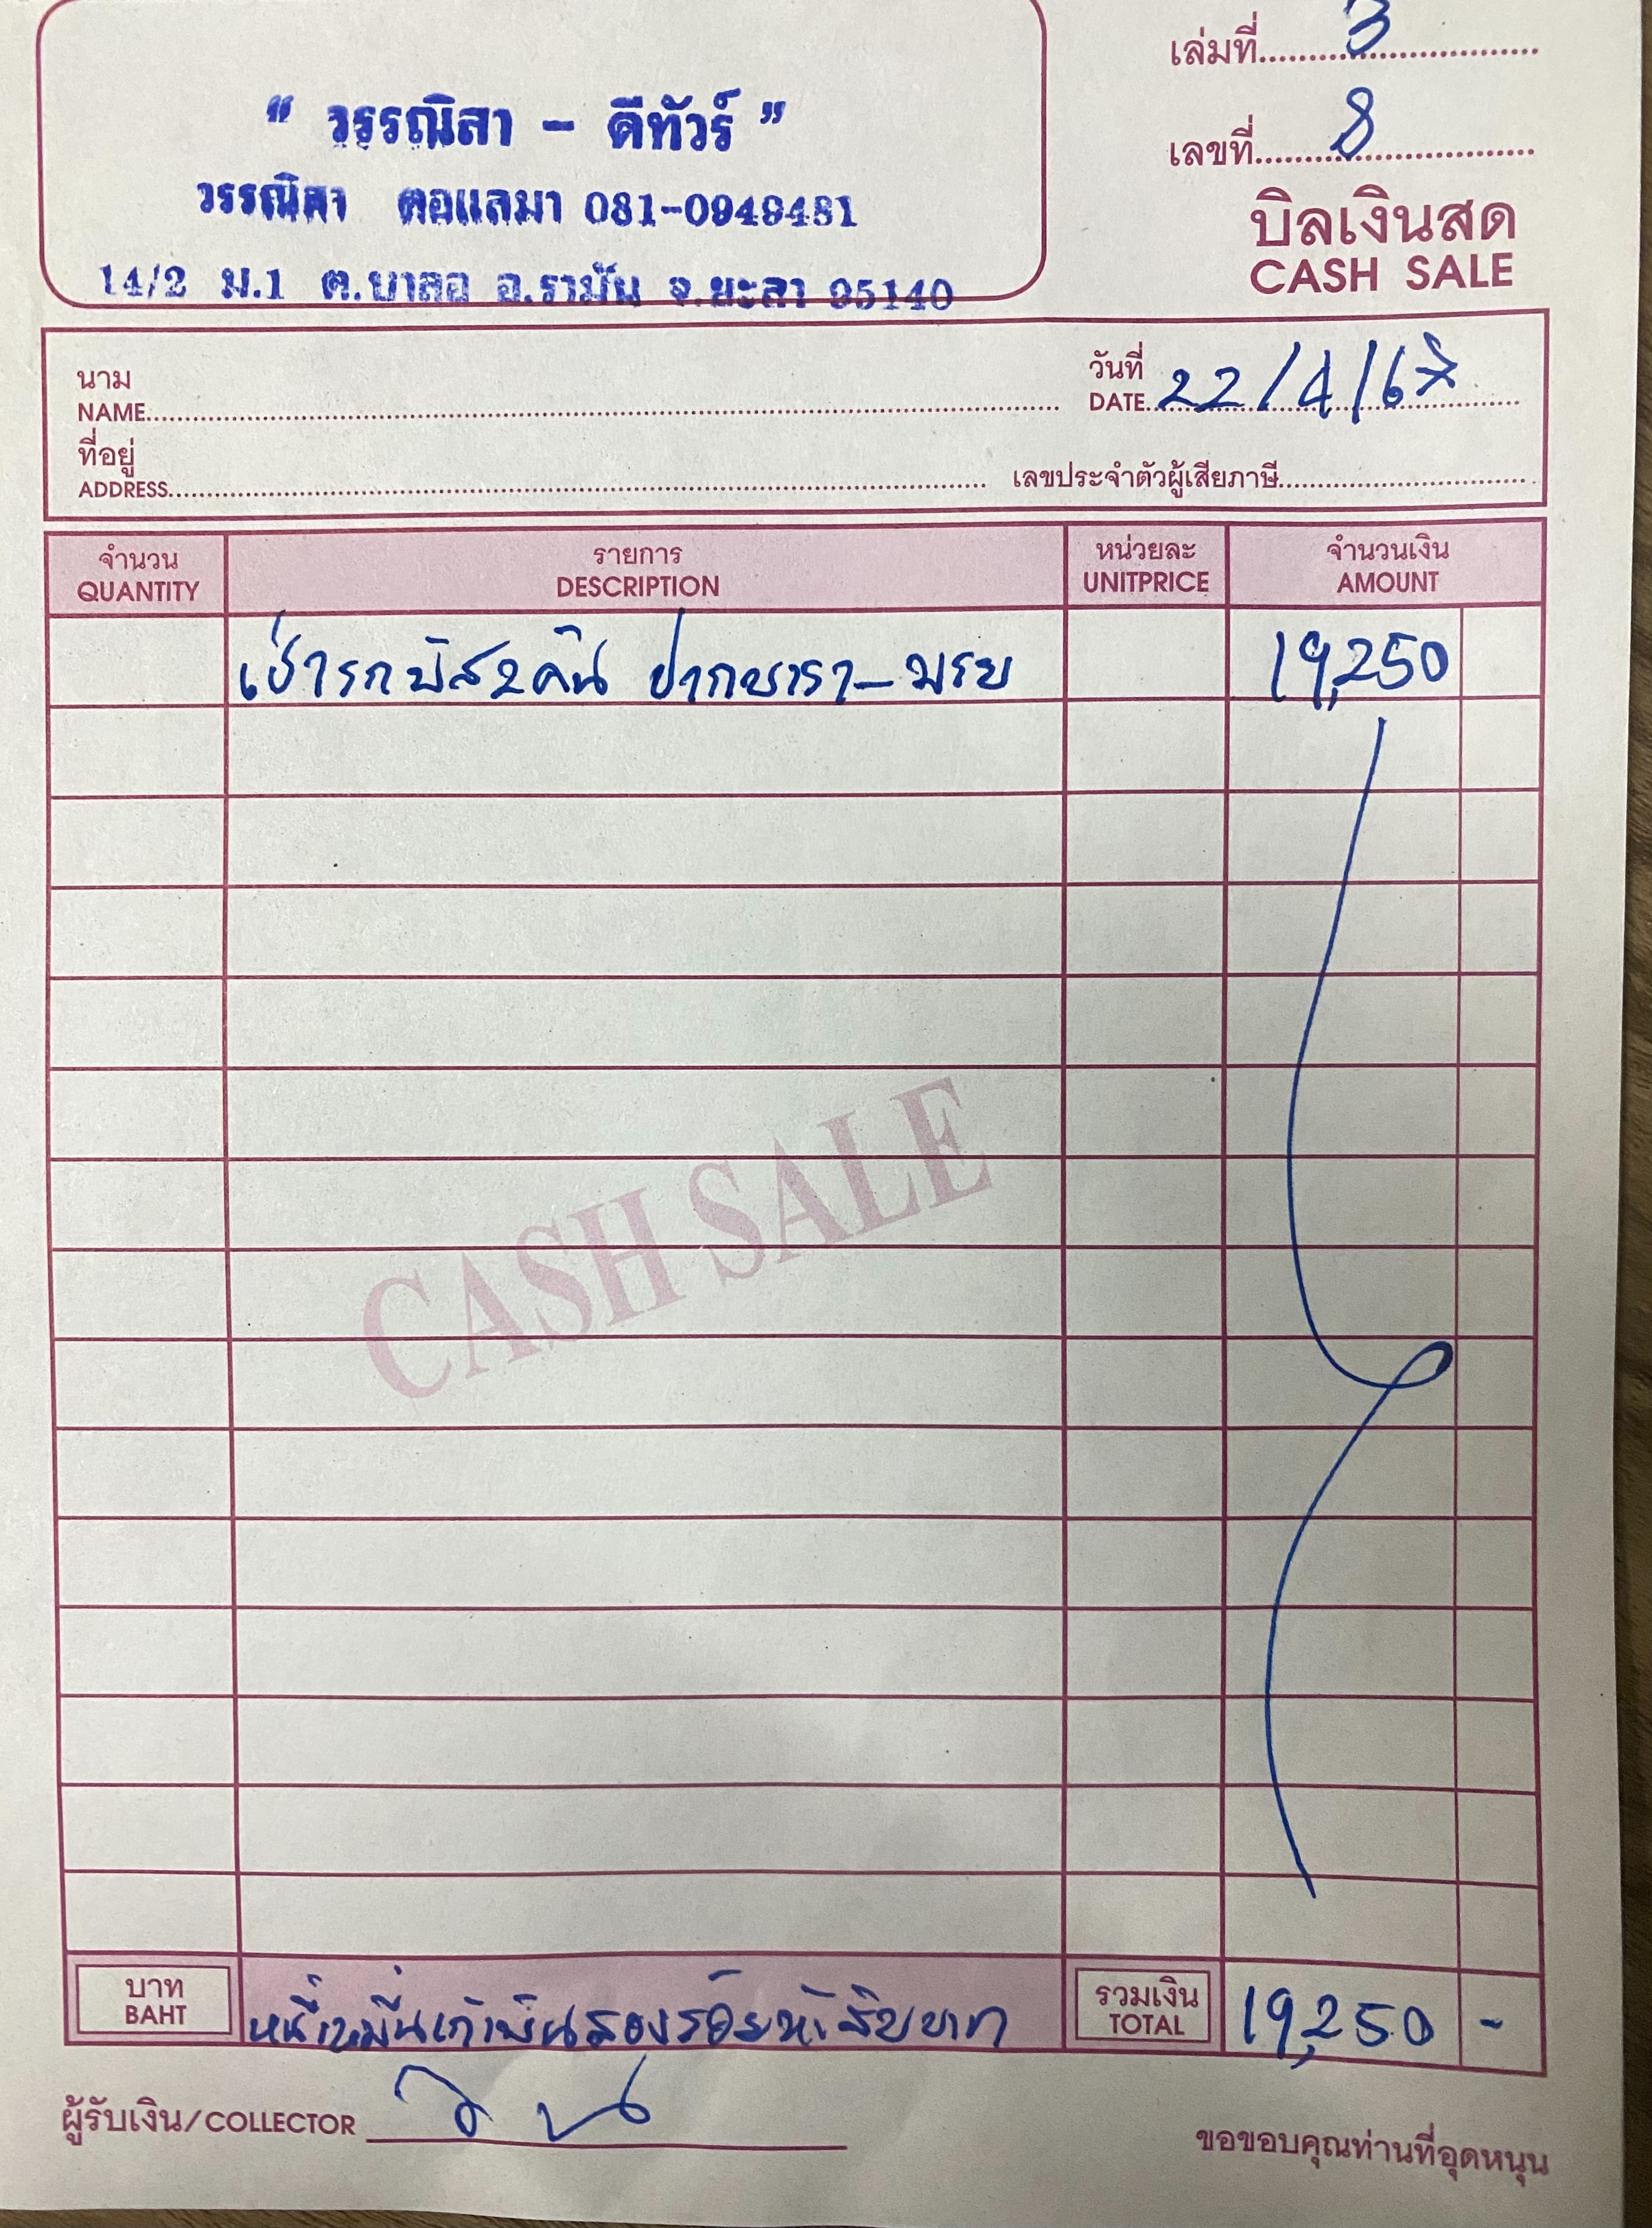 เล่มที่ 3
" วรรณิสา - ดีทัวร์ "
เลขที่ 8
วรรณิสา ตอแลมา 081-0949481
บิลเงินสด
CASH SALE
14/2 ม.1 ต.บาลอ อ.รามัน จ.ยะลา 95140
นาม
NAME
วันที่
DATE 22/4/67
ที่อยู่
ADDRESS
เลขประจำตัวผู้เสียภาษี
จำนวน รายการ หน่วยละ จำนวนเงิน
QUANTITY DESCRIPTION UNITPRICE AMOUNT
เช่ารถบัส 2 คัน ปากบารา - มรย 19,250
CASH SALE
บาท
BAHT
หนึ่งหมื่นเก้าพันสองร้อยห้าสิบบาท
รวมเงิน
TOTAL
19,250 -
ผู้รับเงิน/COLLECTOR
ขอขอบคุณท่านที่อุดหนุน